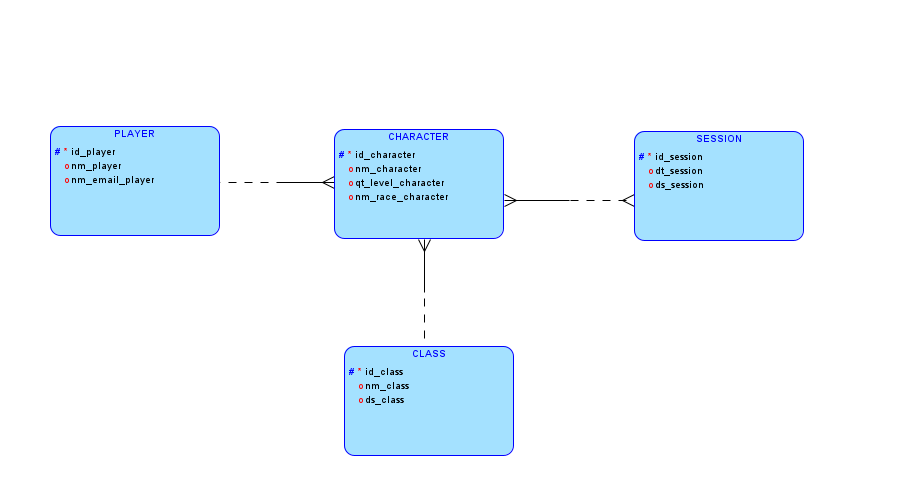 PLAYER
# * id_player
o nm_player
o nm_email_player
CHARACTER
# * id_character
o nm_character
o qt_level_character
o nm_race_character
SESSION
# * id_session
o dt_session
o ds_session
CLASS
# * id_class
o nm_class
o ds_class